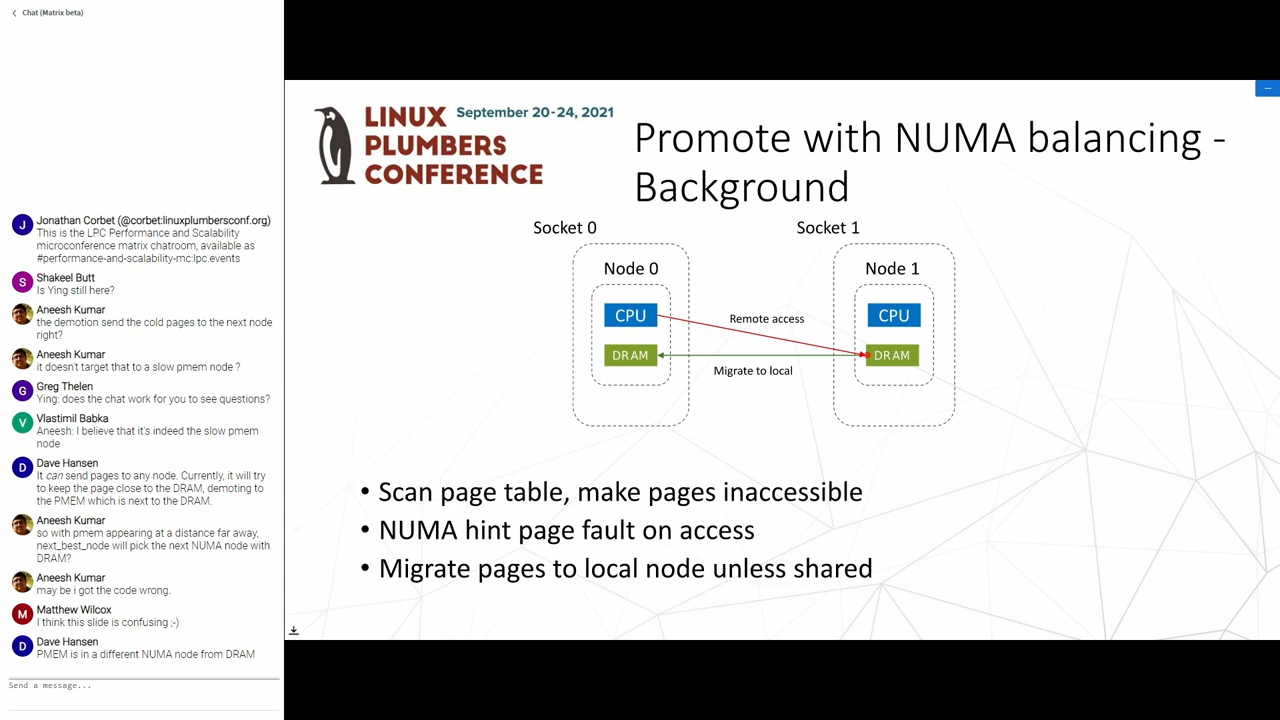 Chat (Matrix beta)
Jonathan Corbet (@corbet:linuxplumbersconf.org)
This is the LPC Performance and Scalability
microconference matrix chatroom, available as
#performance-and-scalability-mc:lpc.events
Shakeel Butt
Is Ying still here?
Aneesh Kumar
the demotion send the cold pages to the next node
right?
Aneesh Kumar
it doesn't target that to a slow pmem node ?
Greg Thelen
Ying: does the chat work for you to see questions?
Vlastimil Babka
Aneesh: I believe that it's indeed the slow pmem
node
Dave Hansen
It can send pages to any node. Currently, it will try
to keep the page close to the DRAM, demoting to
the PMEM which is next to the DRAM.
Aneesh Kumar
so with pmem appearing at a distance far away,
next_best_node will pick the next NUMA node with
DRAM?
Aneesh Kumar
may be i got the code wrong.
Matthew Wilcox
I think this slide is confusing ;-)
Dave Hansen
PMEM is in a different NUMA node from DRAM
Send a message...
J
S
G
V
D
M
D
LINUX
PLUMBERS
CONFERENCE
September 20-24, 2021
Promote with NUMA balancing -
Background
Socket 0
Socket 1
Node 0
Node 1
CPU
CPU
Remote access
DRAM
DRAM
Migrate to local
• Scan page table, make pages inaccessible
• NUMA hint page fault on access
• Migrate pages to local node unless shared